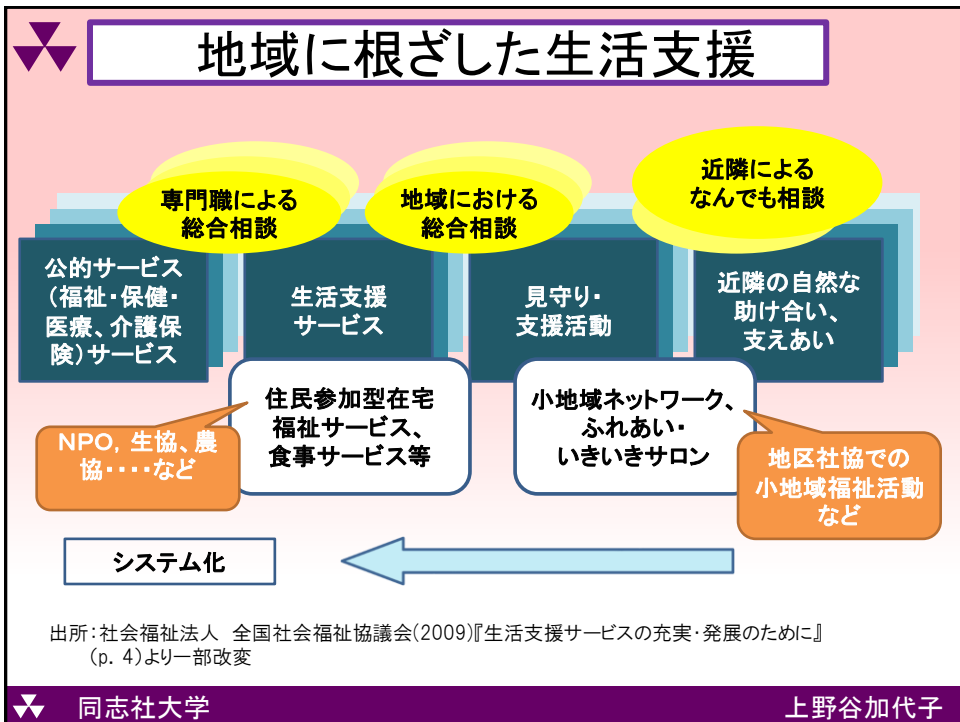 地域に根ざした生活支援
専門職による
総合相談
地域における
総合相談
近隣による
なんでも相談
公的サービス
(福祉・保健・
医療、介護保
険)サービス
生活支援
サービス
見守り・
支援活動
近隣の自然な
助け合い、
支えあい
住民参加型在宅
福祉サービス、
食事サービス等
小地域ネットワーク、
ふれあい・
いきいきサロン
NPO, 生協、農
協・・・・など
地区社協での
小地域福祉活動
など
システム化
出所：社会福祉法人 全国社会福祉協議会(2009)『生活支援サービスの充実・発展のために』
(p. 4)より一部改変
同志社大学
上野谷加代子